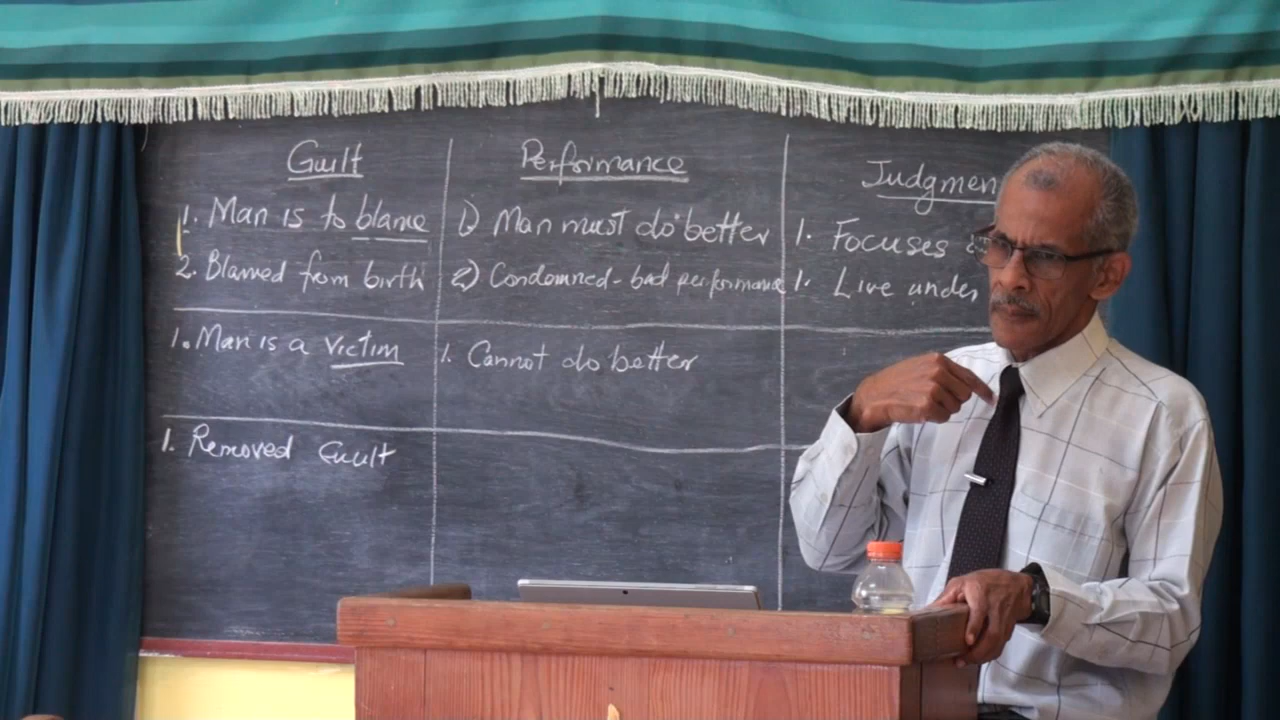 Guilt
Performance
Judgmen
1. Man is to blame
1) Man must do better
1. Focuses
2. Blamed from birth
2) Condemned - bad performance
1. Live under
1. Man is a victim
1. Cannot do better
1. Removed Guilt